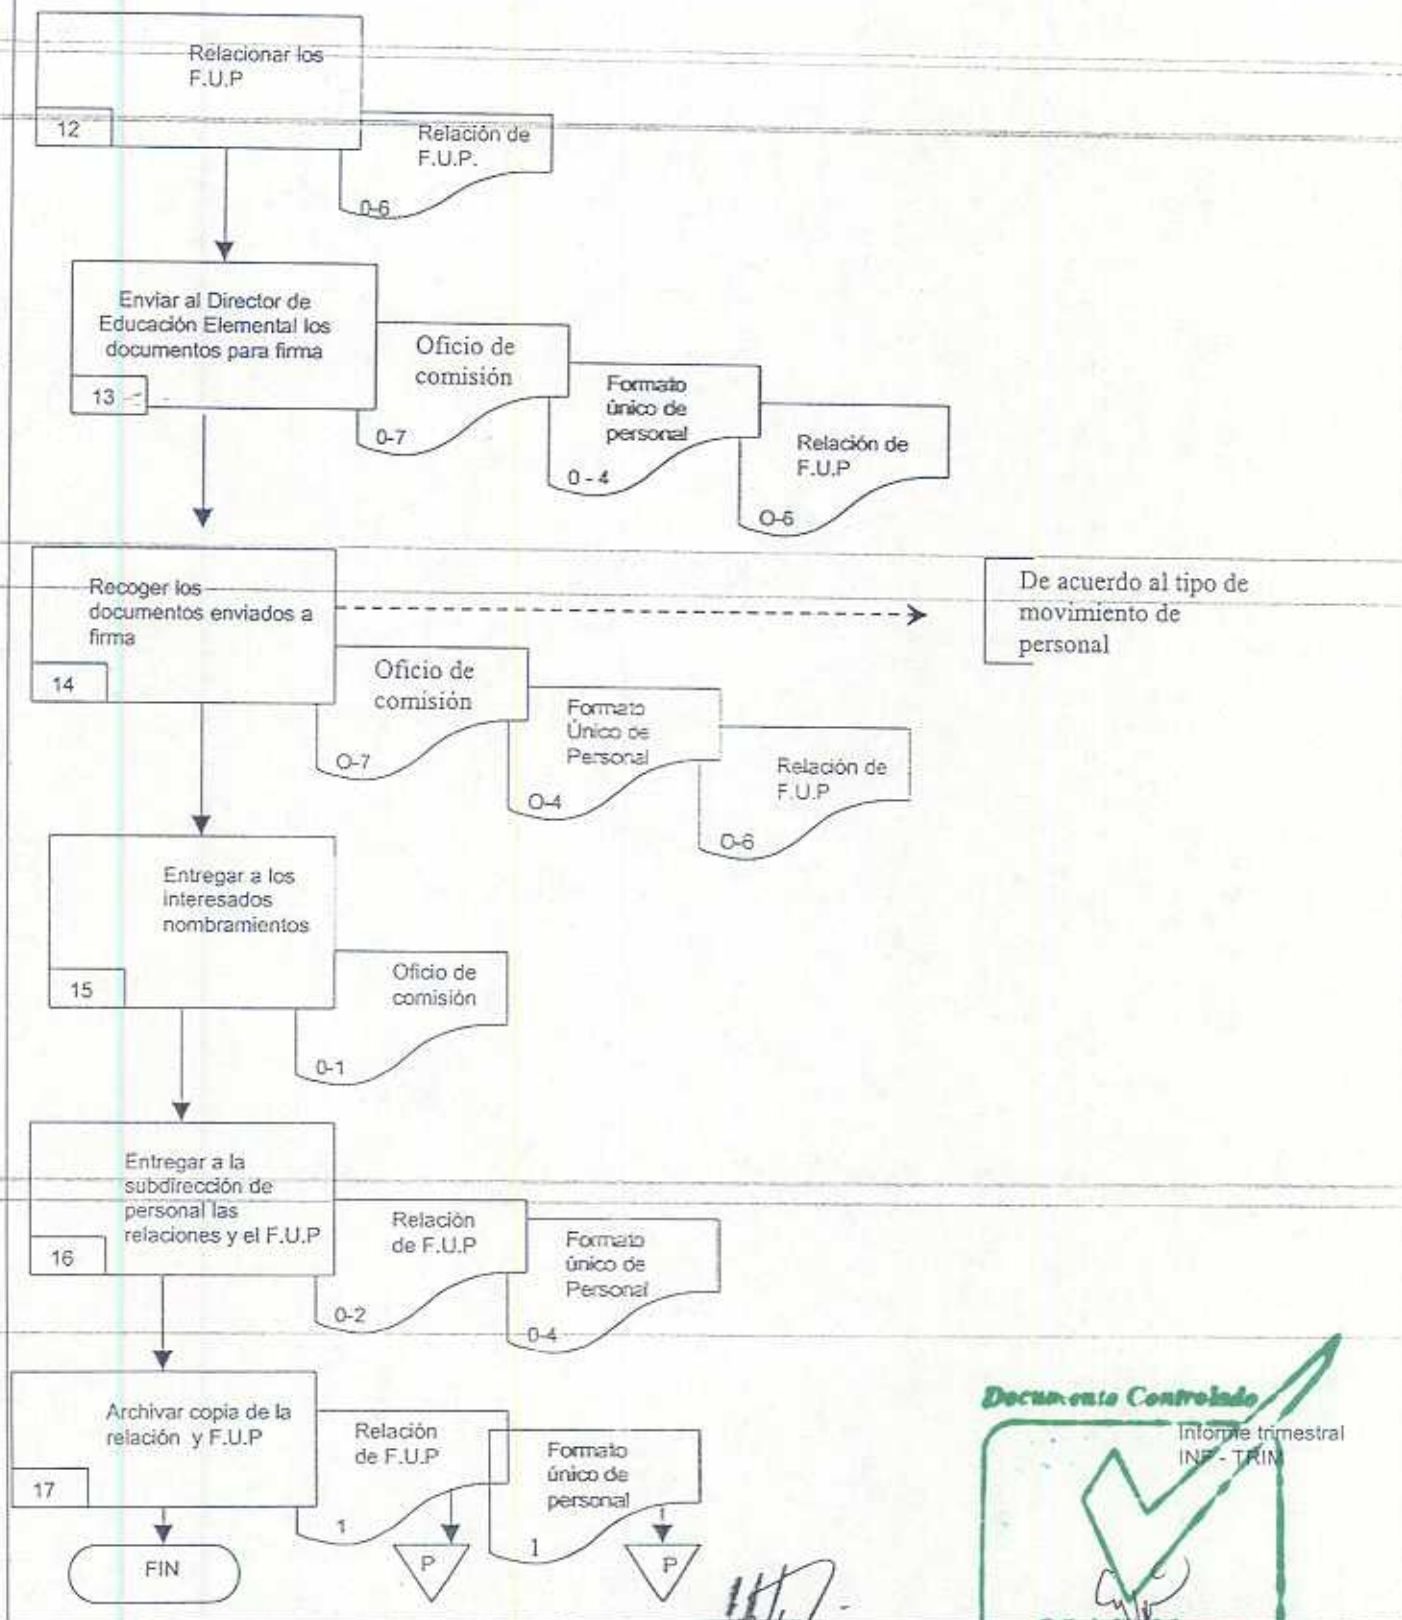 Relacionar los
F.U.P
12
Relación de
F.U.P.
0-6
Enviar al Director de
Educación Elemental los
documentos para firma
13
Oficio de
comisión
0-7
Formato
único de
personal
0 - 4
Relación de
F.U.P
O-6
Recoger los
documentos enviados a
firma
14
De acuerdo al tipo de
movimiento de
personal
Oficio de
comisión
O-7
Formato
Único de
Personal
O-4
Relación de
F.U.P
O-6
Entregar a los
interesados
nombramientos
15
Oficio de
comisión
0-1
Entregar a la
subdirección de
personal las
relaciones y el F.U.P
16
Relación
de F.U.P
0-2
Formato
único de
Personal
0-4
Archivar copia de la
relación y F.U.P
17
Relación
de F.U.P
1
Formato
único de
personal
1
FIN
P
P
Documento Controlado
Informe trimestral
INF - TRIM